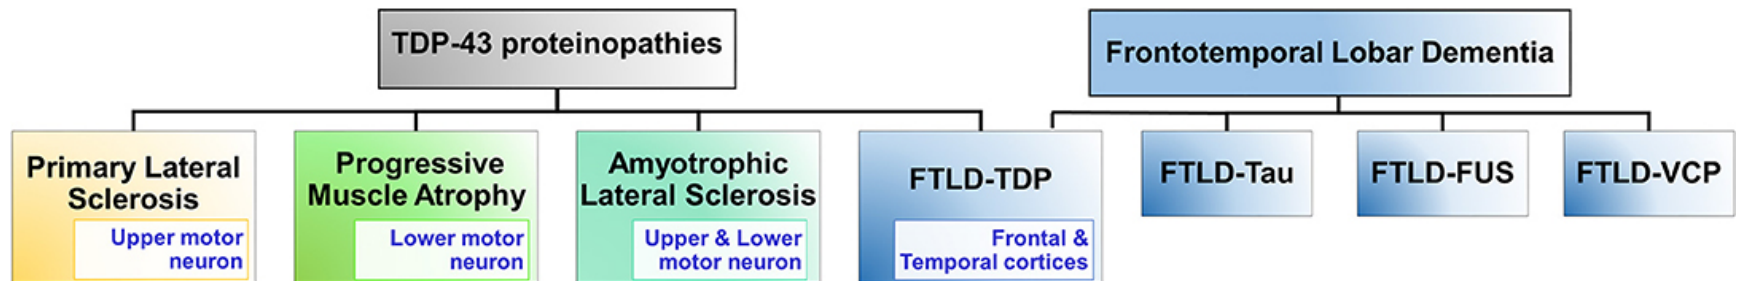 TDP-43 proteinopathies
Frontotemporal Lobar Dementia
Primary Lateral
Sclerosis
Upper motor
neuron
Progressive
Muscle Atrophy
Lower motor
neuron
Amyotrophic
Lateral Sclerosis
Upper & Lower
motor neuron
FTLD-TDP
Frontal &
Temporal cortices
FTLD-Tau
FTLD-FUS
FTLD-VCP